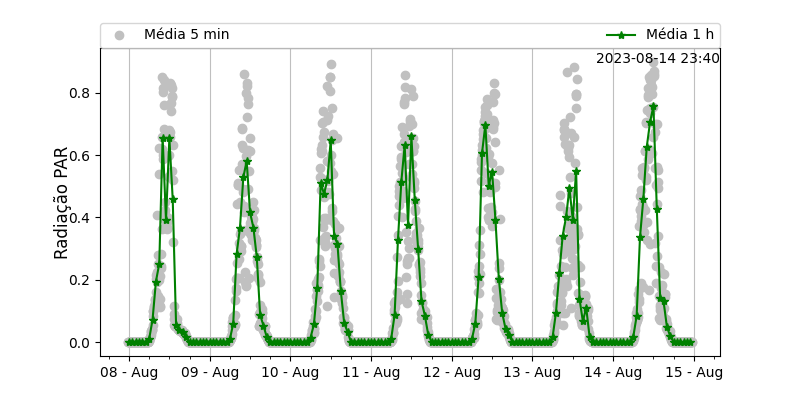 Média 5 min
Média 1 h
2023-08-14 23:40
Radiação PAR
0.8
0.6
0.4
0.2
0.0
08 - Aug
09 - Aug
10 - Aug
11 - Aug
12 - Aug
13 - Aug
14 - Aug
15 - Aug